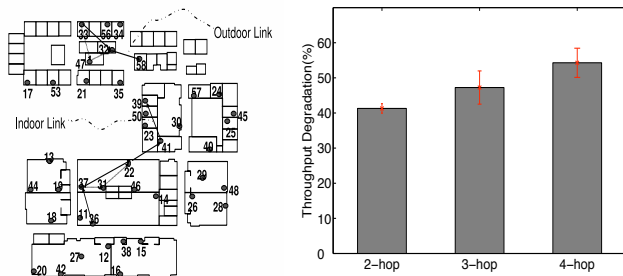 33 56 34
Outdoor Link
32
47
58
17 53 21 35
57 24
39
50 45
Indoor Link
23 30 25
41 40
13 22
37 29
44 19 31 46 48
14 26 28
18 11 36
27 12 38 15
20 42 16
Throughput Degradation(%)
60
50
40
30
20
10
0
2-hop 3-hop 4-hop